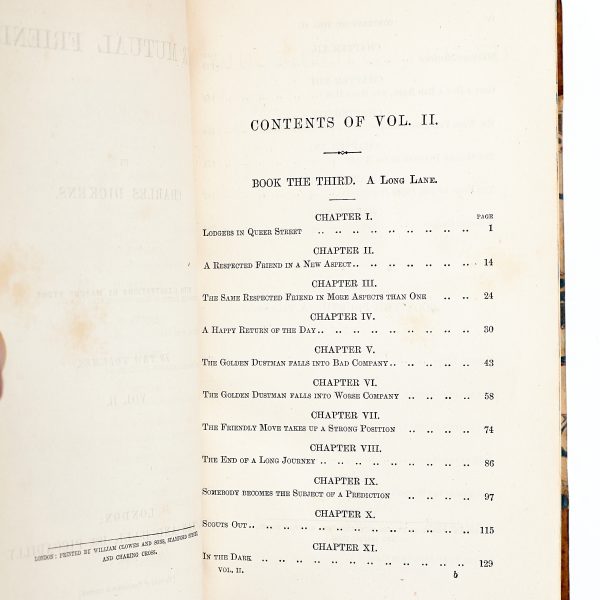 LONDON: PRINTED BY WILLIAM CLOWES AND SONS, STAMFORD STREET
AND CHARING CROSS.
CONTENTS OF VOL. II.
BOOK THE THIRD. A Long Lane.
CHAPTER I.
PAGE
Lodgers in Queer Street .. .. .. .. .. .. .. .. .. 1
CHAPTER II.
A Respected Friend in a New Aspect.. .. .. .. .. .. .. 14
CHAPTER III.
The Same Respected Friend in More Aspects than One .. .. 24
CHAPTER IV.
A Happy Return of the Day.. .. .. .. .. .. .. .. .. 30
CHAPTER V.
The Golden Dustman falls into Bad Company.. .. .. .. .. 43
CHAPTER VI.
The Golden Dustman falls into Worse Company .. .. .. .. 58
CHAPTER VII.
The Friendly Move takes up a Strong Position .. .. .. .. 74
CHAPTER VIII.
The End of a Long Journey .. .. .. .. .. .. .. .. .. 86
CHAPTER IX.
Somebody becomes the Subject of a Prediction .. .. .. .. 97
CHAPTER X.
Scouts Out.. .. .. .. .. .. .. .. .. .. .. .. 115
CHAPTER XI.
In the Dark .. .. .. .. .. .. .. .. .. .. .. .. 129
VOL. II. b